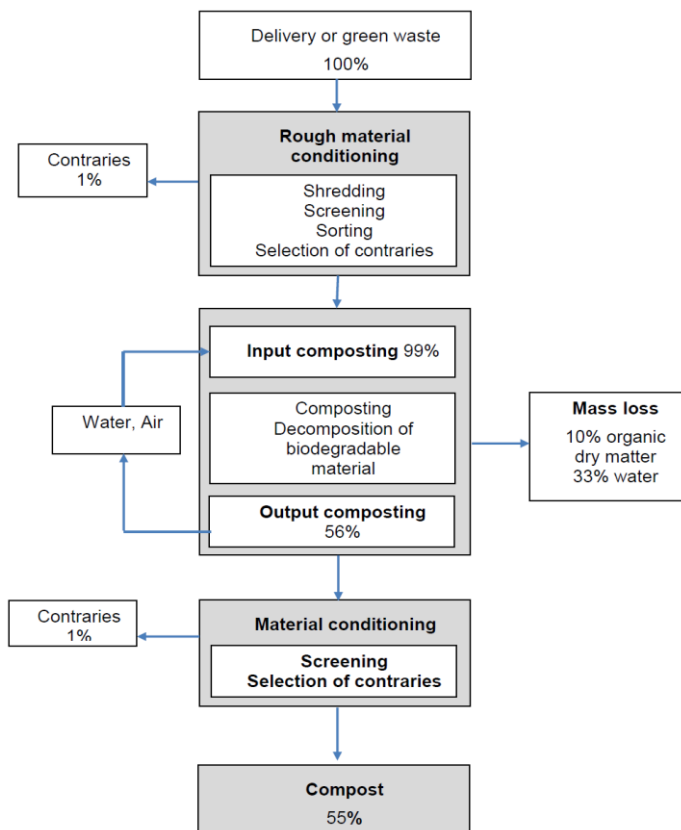 Delivery or green waste
100%
Rough material
conditioning
Contraries
1%
Shredding
Screening
Sorting
Selection of contraries
Input composting 99%
Water, Air
Composting
Decomposition of
biodegradable
material
Mass loss
10% organic
dry matter
33% water
Output composting
56%
Contraries
1%
Material conditioning
Screening
Selection of contraries
Compost
55%